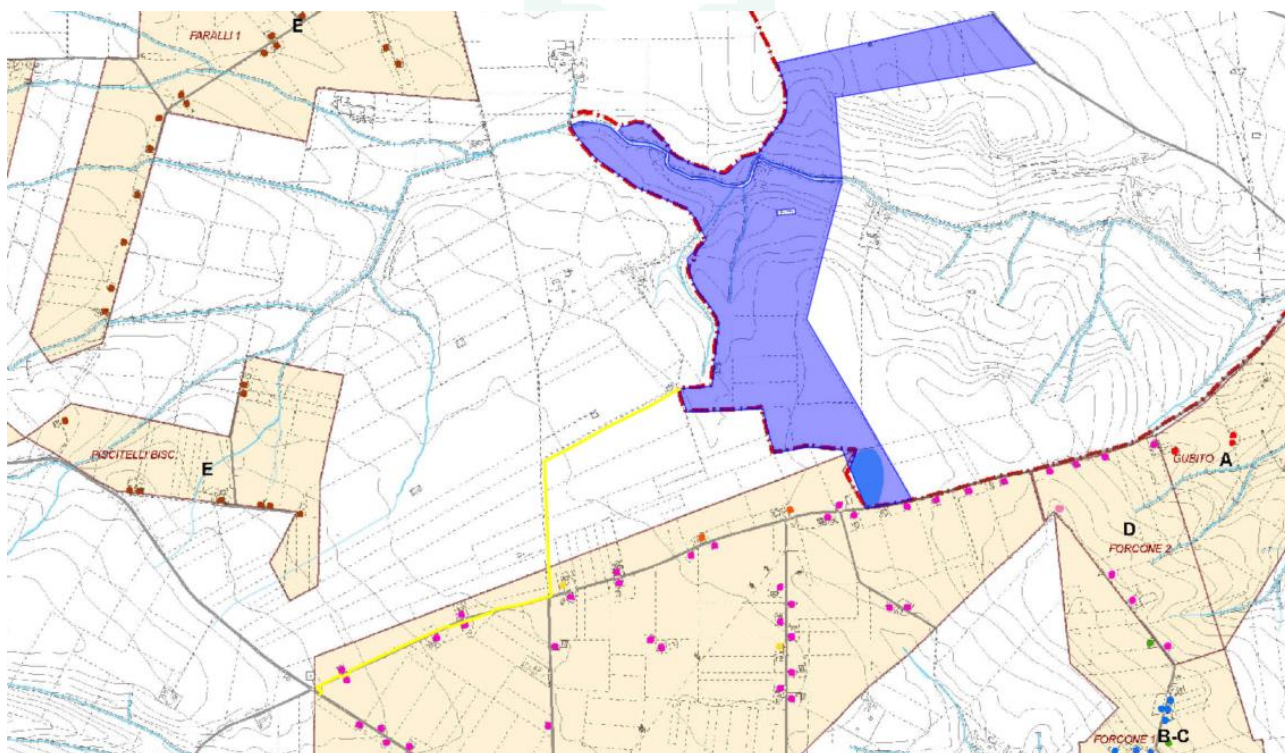 E
FARALLI 1
PISCITELLI BISC.
E
GUBITO
A
D
FORCONE 2
FORCONE 1
B-C